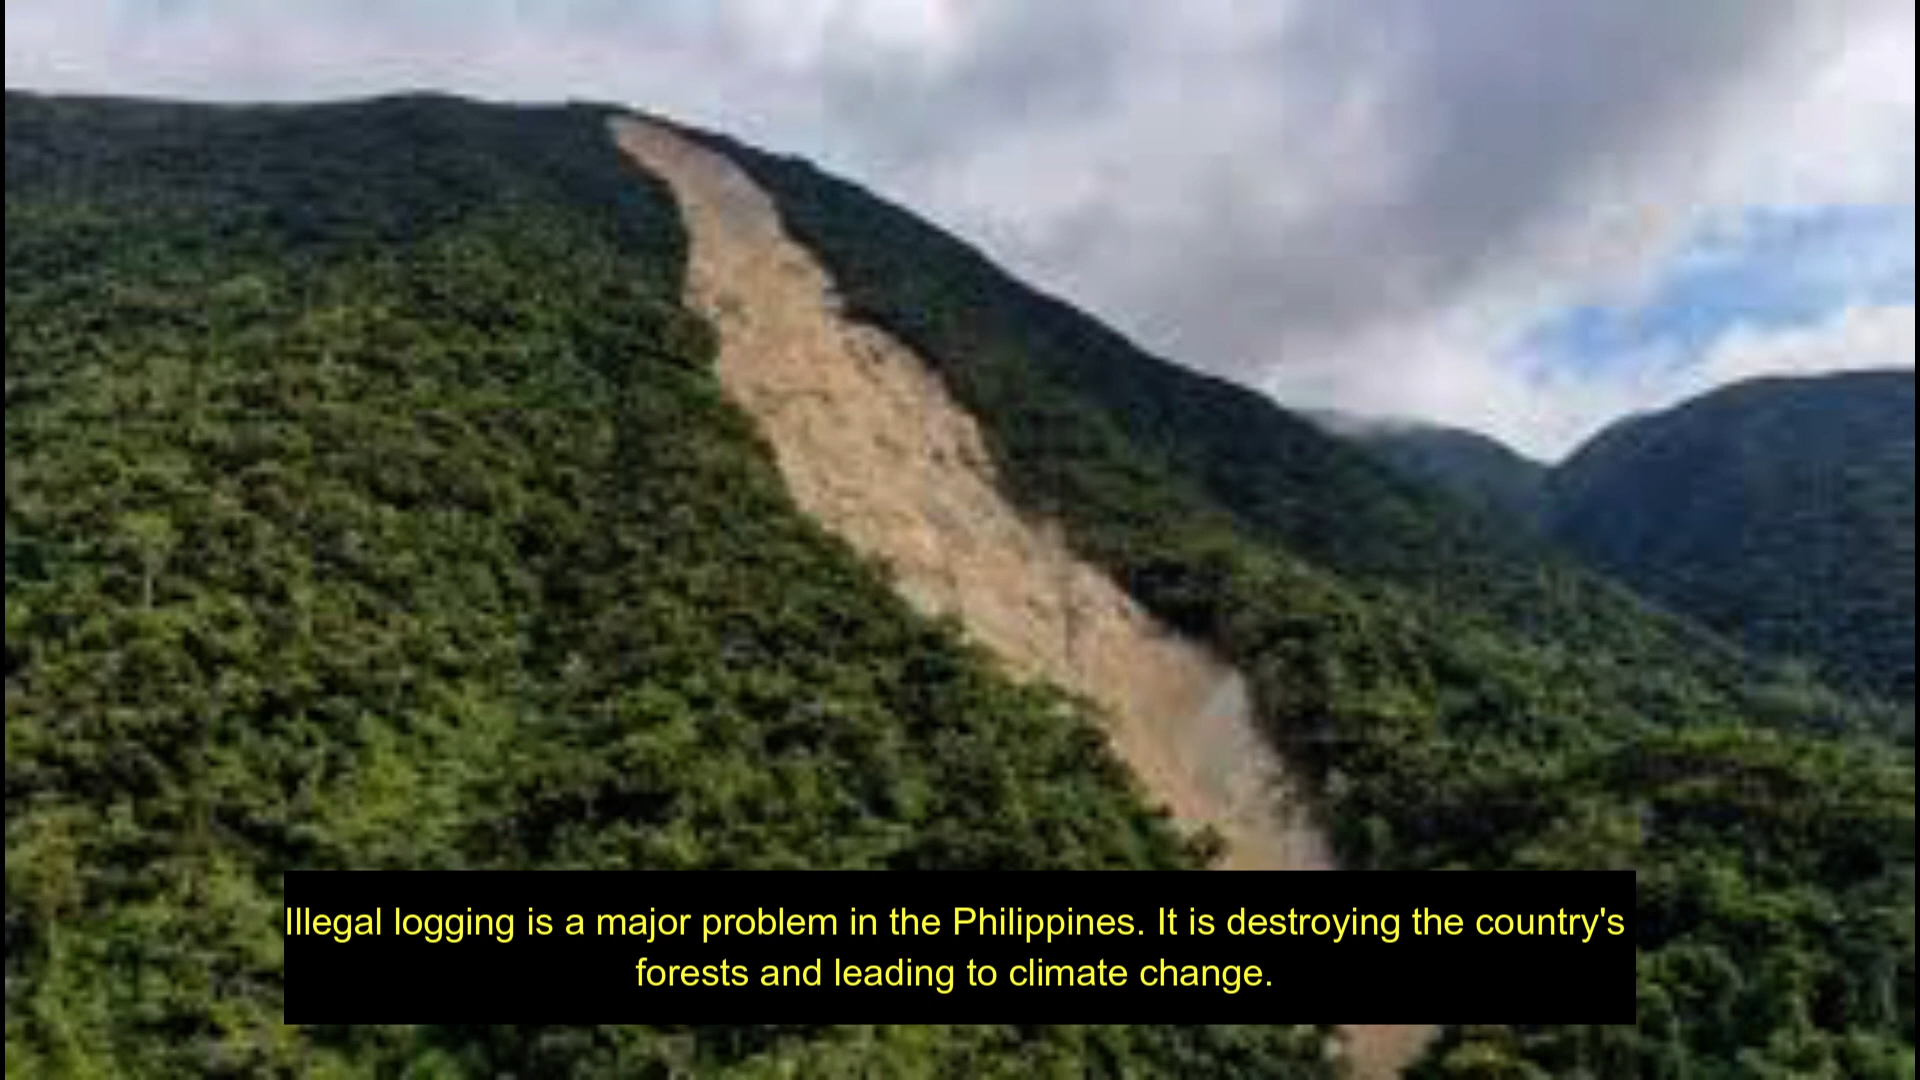 Illegal logging is a major problem in the Philippines. It is destroying the country's
forests and leading to climate change.